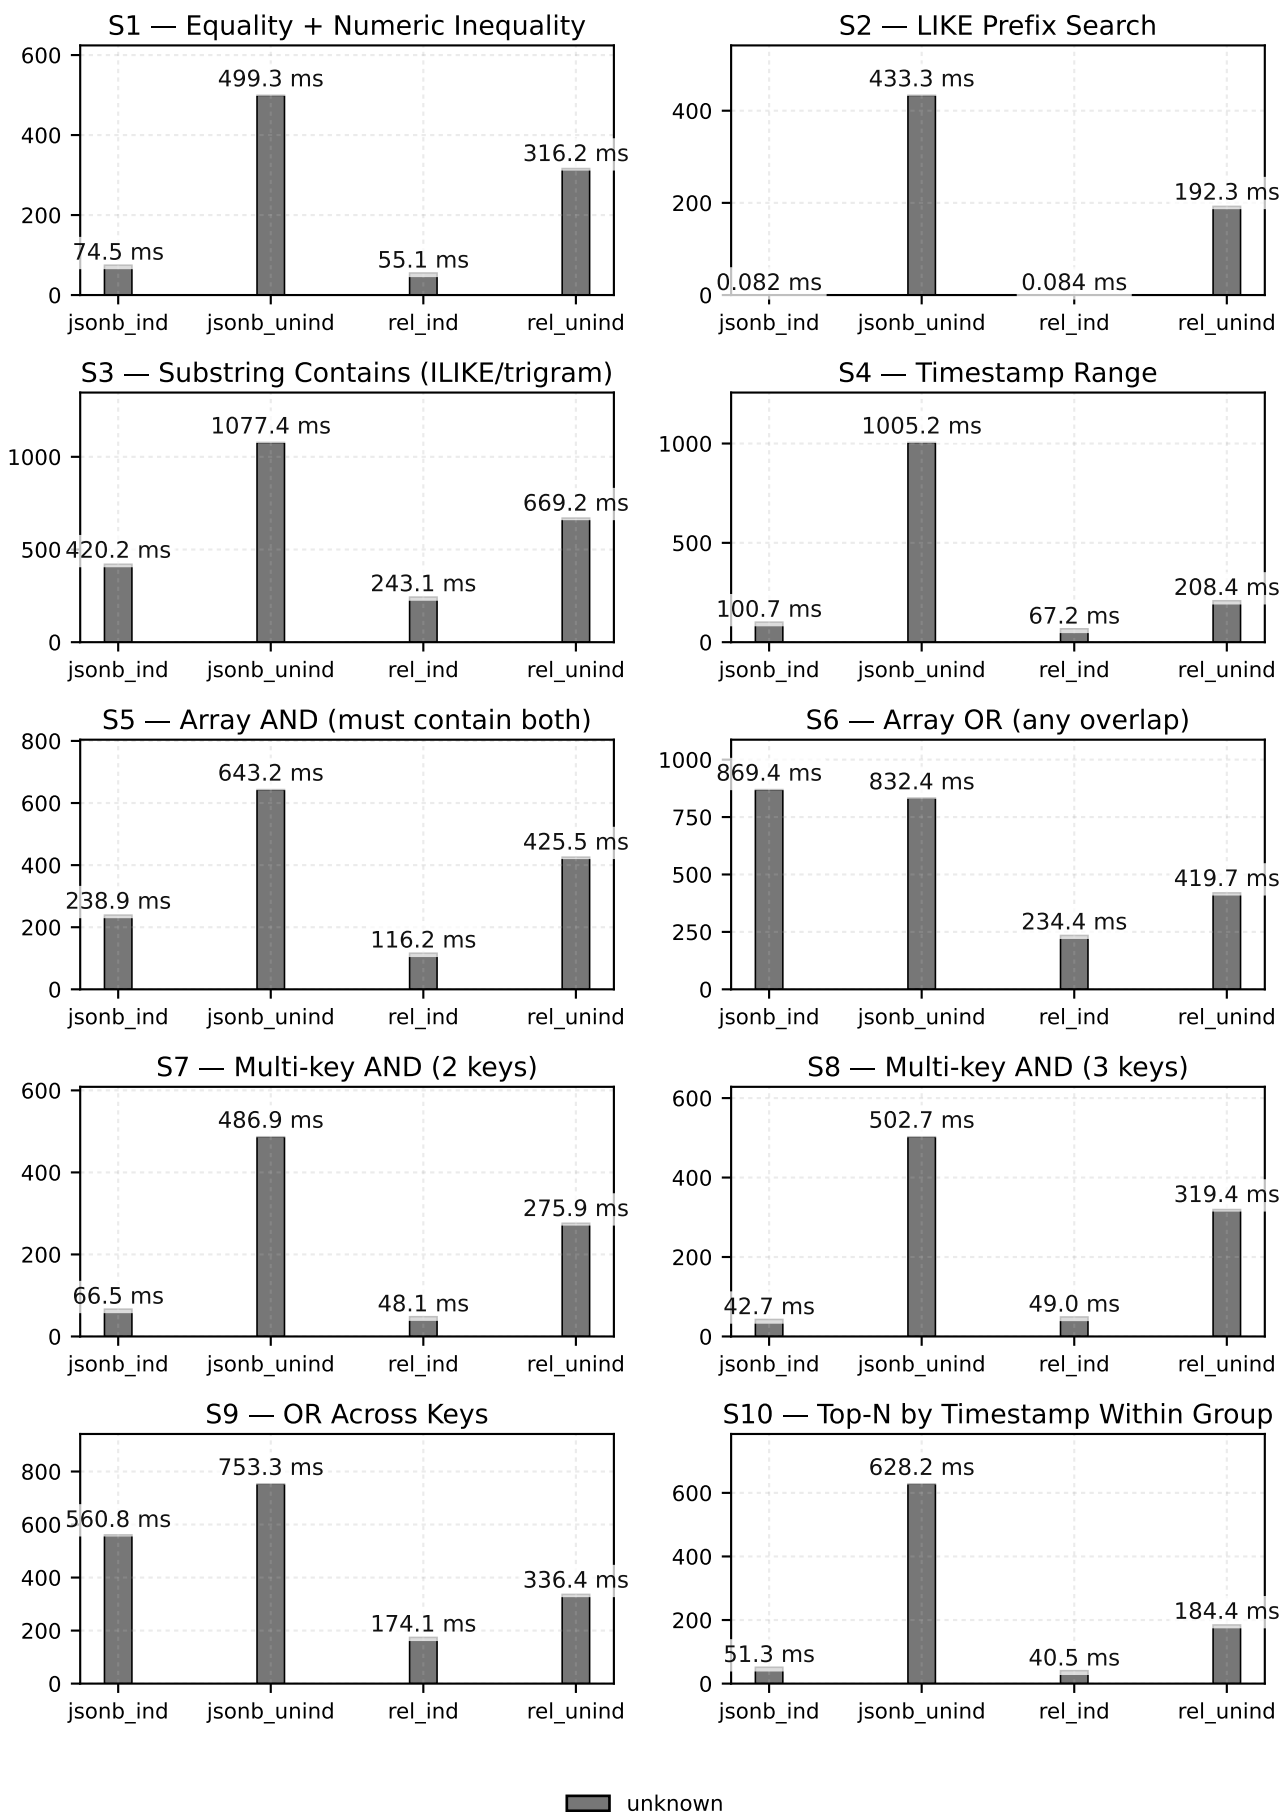 S1 — Equality + Numeric Inequality
600
499.3 ms
400
316.2 ms
200
74.5 ms
55.1 ms
0
jsonb_ind jsonb_unind rel_ind rel_unind
S2 — LIKE Prefix Search
433.3 ms
400
200
192.3 ms
0
0.082 ms
0.084 ms
jsonb_ind jsonb_unind rel_ind rel_unind
S3 — Substring Contains (ILIKE/trigram)
1077.4 ms
1000
669.2 ms
500
420.2 ms
243.1 ms
0
jsonb_ind jsonb_unind rel_ind rel_unind
S4 — Timestamp Range
1005.2 ms
1000
500
208.4 ms
100.7 ms
67.2 ms
0
jsonb_ind jsonb_unind rel_ind rel_unind
S5 — Array AND (must contain both)
800
643.2 ms
600
425.5 ms
400
238.9 ms
200
116.2 ms
0
jsonb_ind jsonb_unind rel_ind rel_unind
S6 — Array OR (any overlap)
1000
869.4 ms
832.4 ms
750
500
419.7 ms
250
234.4 ms
0
jsonb_ind jsonb_unind rel_ind rel_unind
S7 — Multi-key AND (2 keys)
600
486.9 ms
400
275.9 ms
200
66.5 ms
48.1 ms
0
jsonb_ind jsonb_unind rel_ind rel_unind
S8 — Multi-key AND (3 keys)
600
502.7 ms
400
319.4 ms
200
42.7 ms
49.0 ms
0
jsonb_ind jsonb_unind rel_ind rel_unind
S9 — OR Across Keys
800
753.3 ms
600
560.8 ms
400
336.4 ms
200
174.1 ms
0
jsonb_ind jsonb_unind rel_ind rel_unind
S10 — Top-N by Timestamp Within Group
628.2 ms
600
400
200
184.4 ms
51.3 ms
40.5 ms
0
jsonb_ind jsonb_unind rel_ind rel_unind
unknown